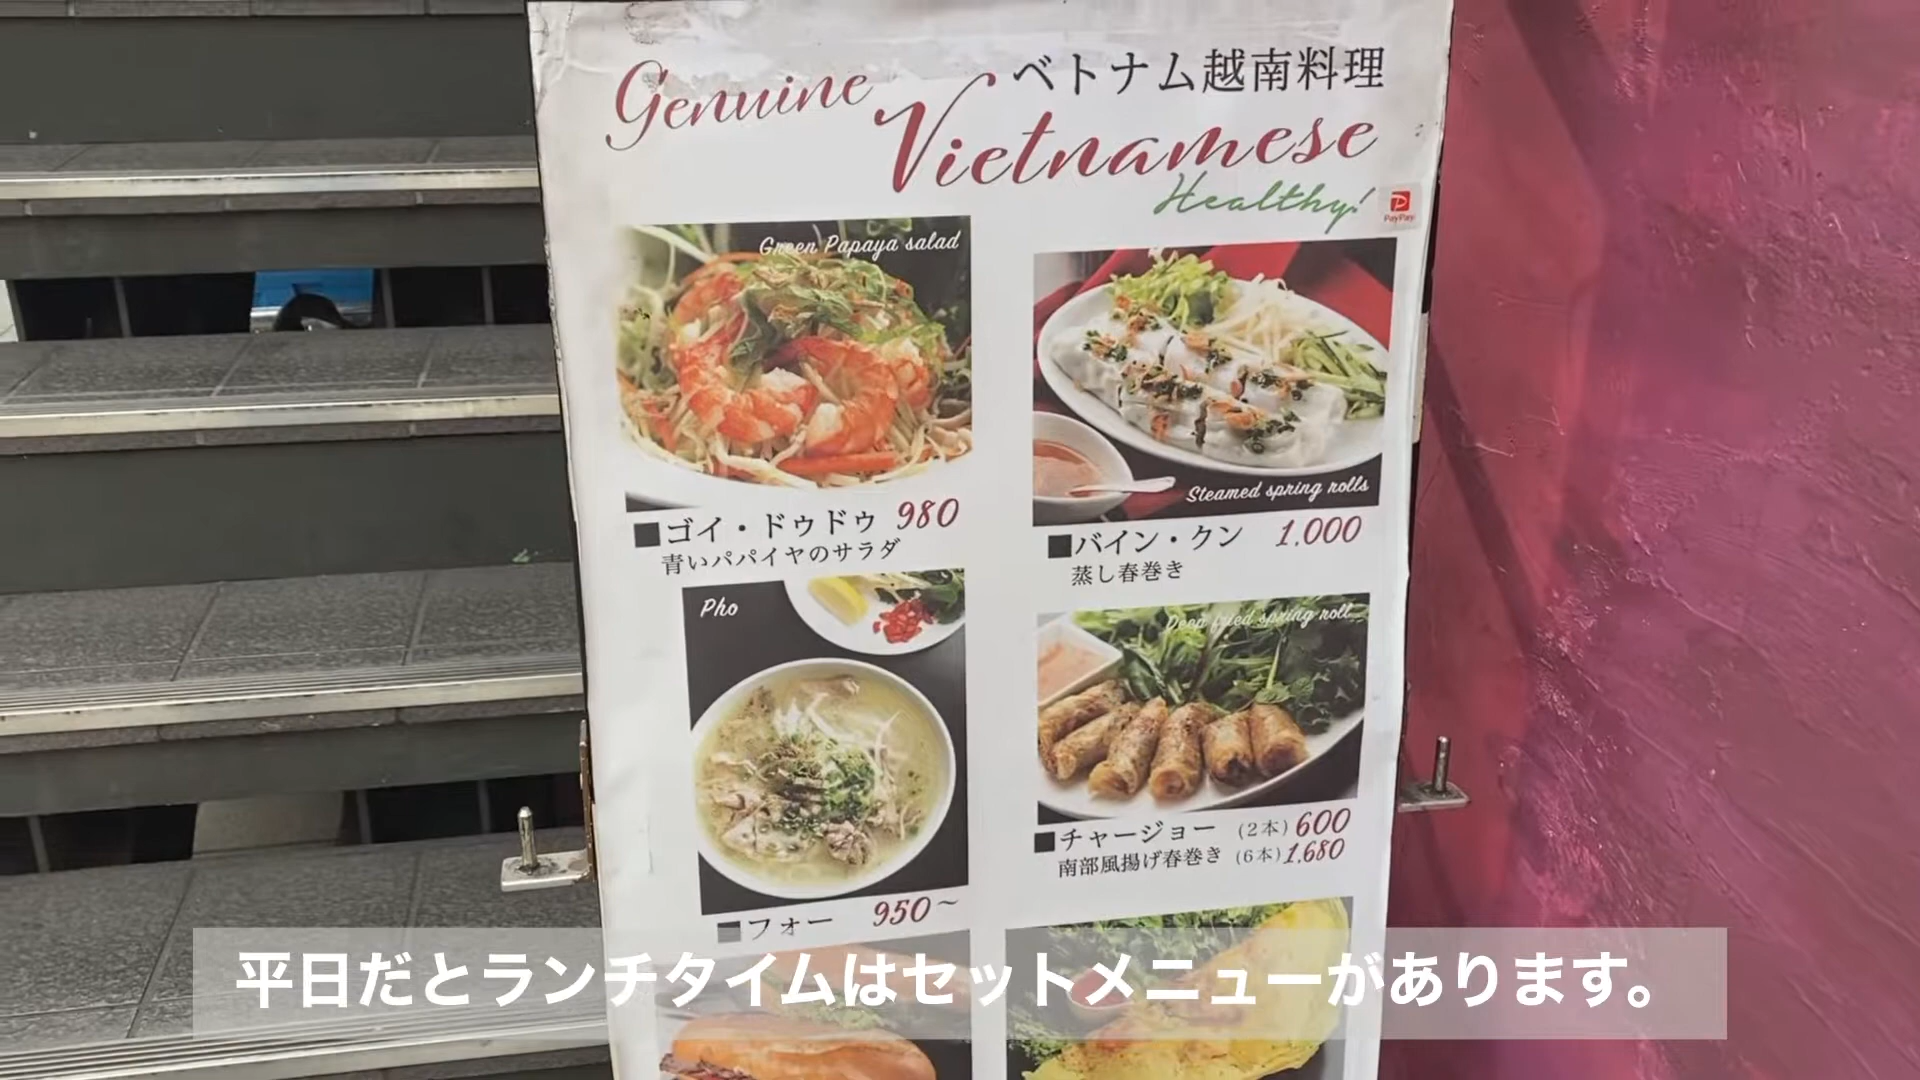 Genuine
ベトナム越南料理
Vietnamese
Healthy!
PayPay
Green Papaya salad
■ゴイ・ドゥドゥ 980
青いパパイヤのサラダ
Steamed spring rolls
■バイン・クン 1.000
蒸し春巻き
Pho
■フォー 950~
Deep fried spring roll
■チャージョー (2本) 600
南部風揚げ春巻き (6本) 1.680
平日だとランチタイムはセットメニューがあります。